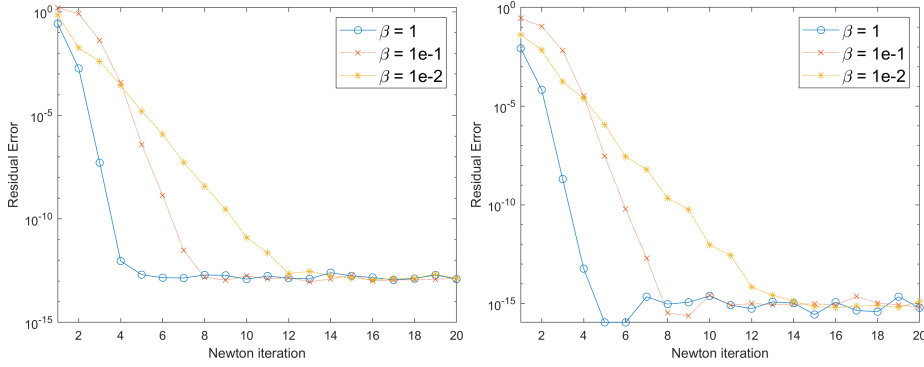 10^0
10^-5
10^-10
10^-15
Residual Error
2 4 6 8 10 12 14 16 18 20
Newton iteration
β = 1
β = 1e-1
β = 1e-2
10^0
10^-5
10^-10
10^-15
Residual Error
2 4 6 8 10 12 14 16 18 20
Newton iteration
β = 1
β = 1e-1
β = 1e-2